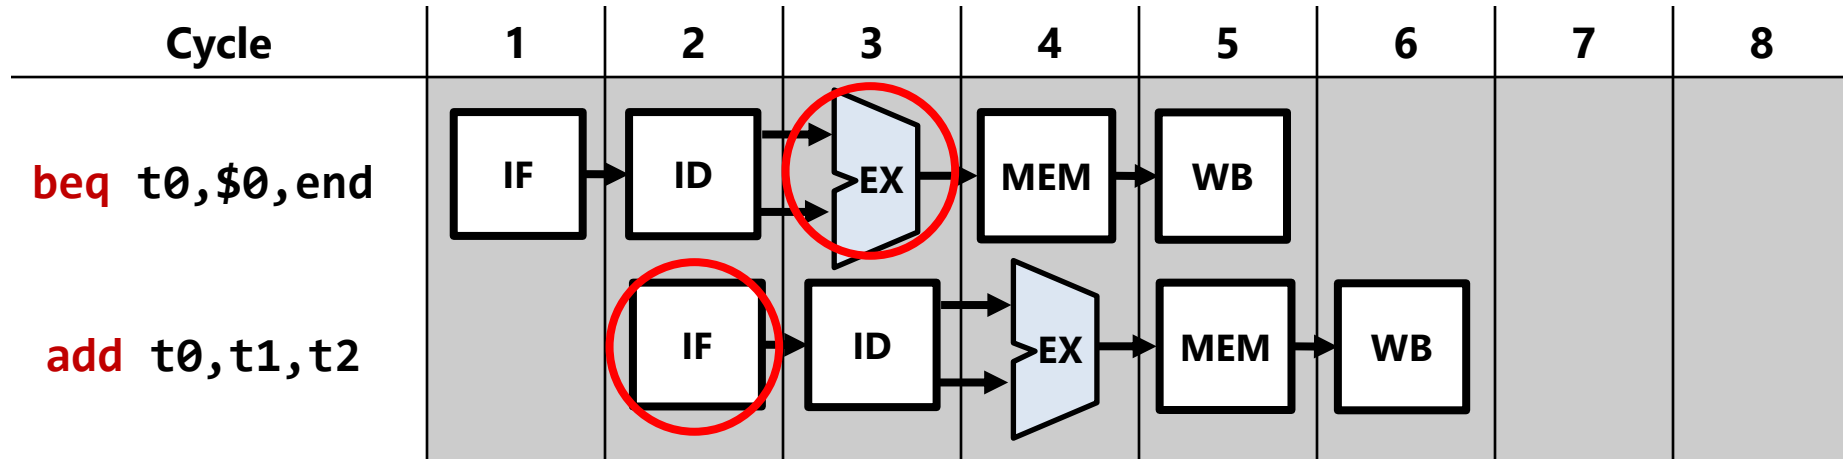 Cycle 1 2 3 4 5 6 7 8
beq t0,$0,end IF ID EX MEM WB
add t0,t1,t2 IF ID EX MEM WB